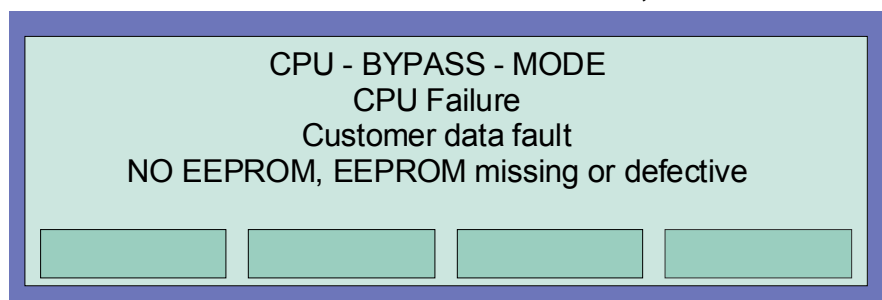 CPU - BYPASS - MODE
CPU Failure
Customer data fault
NO EEPROM, EEPROM missing or defective